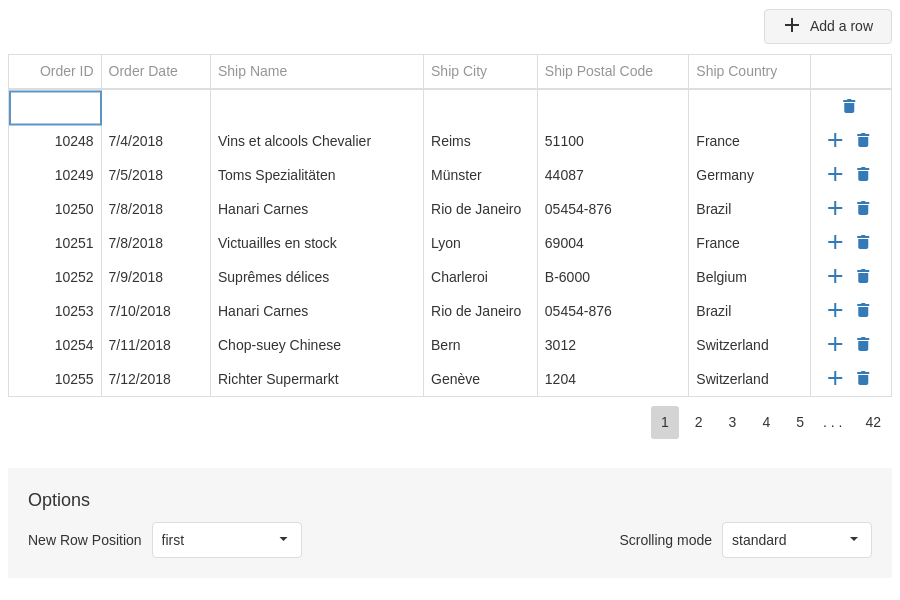 Add a row
Order ID Order Date Ship Name Ship City Ship Postal Code Ship Country
10248 7/4/2018 Vins et alcools Chevalier Reims 51100 France
10249 7/5/2018 Toms Spezialitäten Münster 44087 Germany
10250 7/8/2018 Hanari Carnes Rio de Janeiro 05454-876 Brazil
10251 7/8/2018 Victuailles en stock Lyon 69004 France
10252 7/9/2018 Suprêmes délices Charleroi B-6000 Belgium
10253 7/10/2018 Hanari Carnes Rio de Janeiro 05454-876 Brazil
10254 7/11/2018 Chop-suey Chinese Bern 3012 Switzerland
10255 7/12/2018 Richter Supermarkt Genève 1204 Switzerland
1 2 3 4 5 . . . 42
Options
New Row Position first Scrolling mode standard